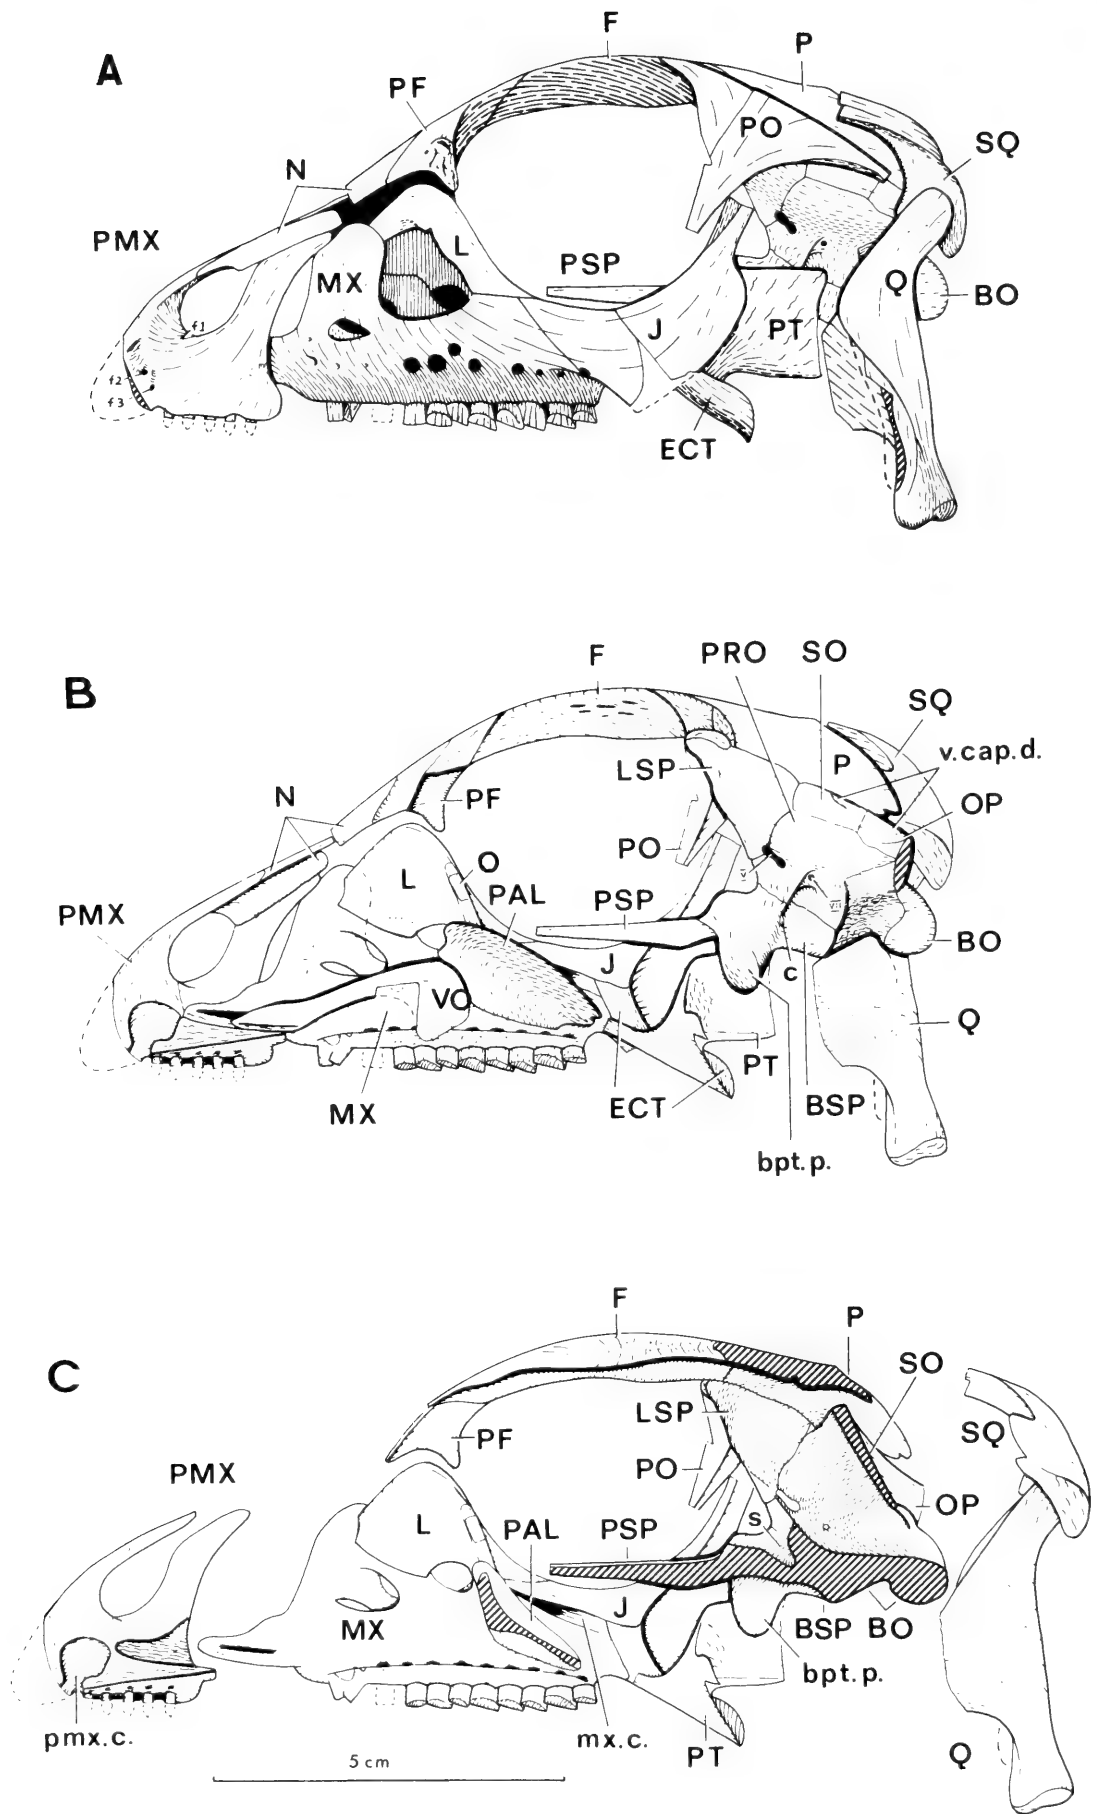 A
F
P
PF
PO
SQ
N
PMX
L
PSP
MX
Q
BO
f1
J
PT
f2
f3
ECT
B
F
PRO
SO
SQ
v.cap.d.
LSP
P
N
PF
OP
PO
O
L
PAL
PSP
PMX
BO
J
c
VO
Q
PT
ECT
BSP
MX
bpt.p.
C
F
P
SO
LSP
SQ
PF
PO
PMX
OP
L
PAL
PSP
s
J
MX
BSP
BO
bpt.p.
pmx.c.
mx.c.
PT
Q
5 cm